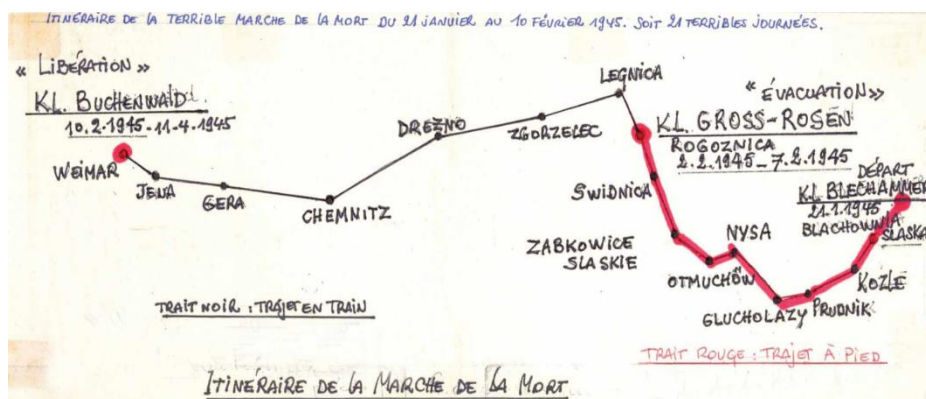 ITINÉRAIRE DE LA TERRIBLE MARCHE DE LA MORT DU 21 JANVIER AU 10 FÉVRIER 1945. SOIT 21 TERRIBLES JOURNÉES.
« LIBÉRATION »
KL. BUCHENWALD.
10.2.1945-11.4.1945
WEIMAR
JENA
GERA
CHEMNITZ
DREŽNO
ZGORZELEC
LEGNICA
« ÉVACUATION »
KL. GROSS-ROSEN
ROGOZNICA
2.2.1945_7.2.1945
DÉPART
KL. BLECHAMMER
21.1.1945
BLACHOWNIA
SLASKA
SWIDNICA
ZABKOWICE
SLASKIE
NYSA
OTMUCHÓW
KOZLE
GLUCHOLAZY
PRUDNIK
TRAIT NOIR : TRAJET EN TRAIN
TRAIT ROUGE : TRAJET À PIED
ITINÉRAIRE DE LA MARCHE DE LA MORT